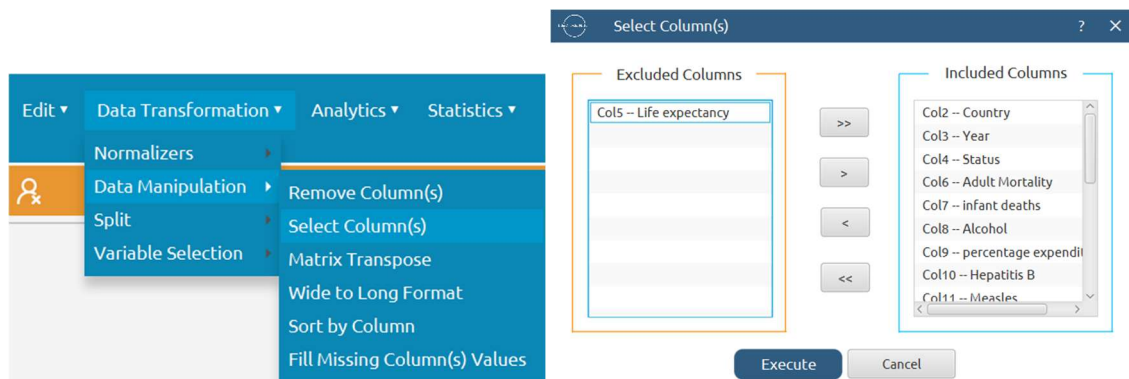 Edit ▾ Data Transformation ▾ Analytics ▾ Statistics ▾
Normalizers
Data Manipulation
Split
Variable Selection
Remove Column(s)
Select Column(s)
Matrix Transpose
Wide to Long Format
Sort by Column
Fill Missing Column(s) Values
Select Column(s) ? ×
Excluded Columns
Col5 -- Life expectancy
>>
>
<
<<
Included Columns
Col2 -- Country
Col3 -- Year
Col4 -- Status
Col6 -- Adult Mortality
Col7 -- infant deaths
Col8 -- Alcohol
Col9 -- percentage expendit
Col10 -- Hepatitis B
Col11 -- Measles
Execute Cancel